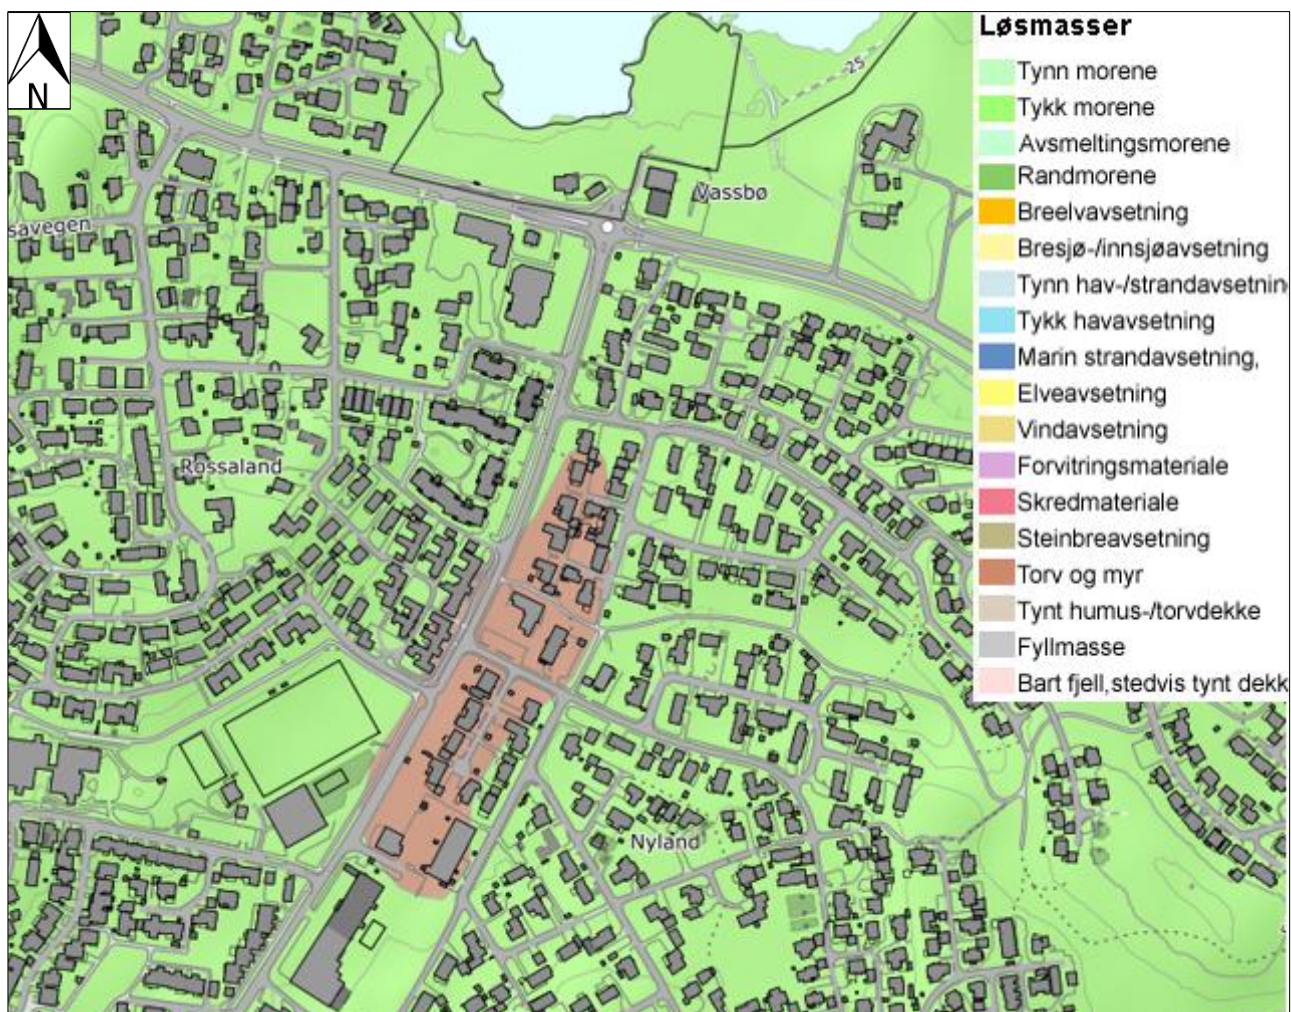 N
Løsmasser
Tynn morene
Tykk morene
Avsmeltingsmorene
Randmorene
Breelvavsetning
Bresjø-/innsjøavsetning
Tynn hav-/strandavsetnin
Tykk havavsetning
Marin strandavsetning,
Elveavsetning
Vindavsetning
Forvitringsmateriale
Skredmateriale
Steinbreavsetning
Torv og myr
Tynt humus-/torvdekke
Fyllmasse
Bart fjell,stedvis tynt dekk
25
Vassbø
savegen
Rossaland
Nyland